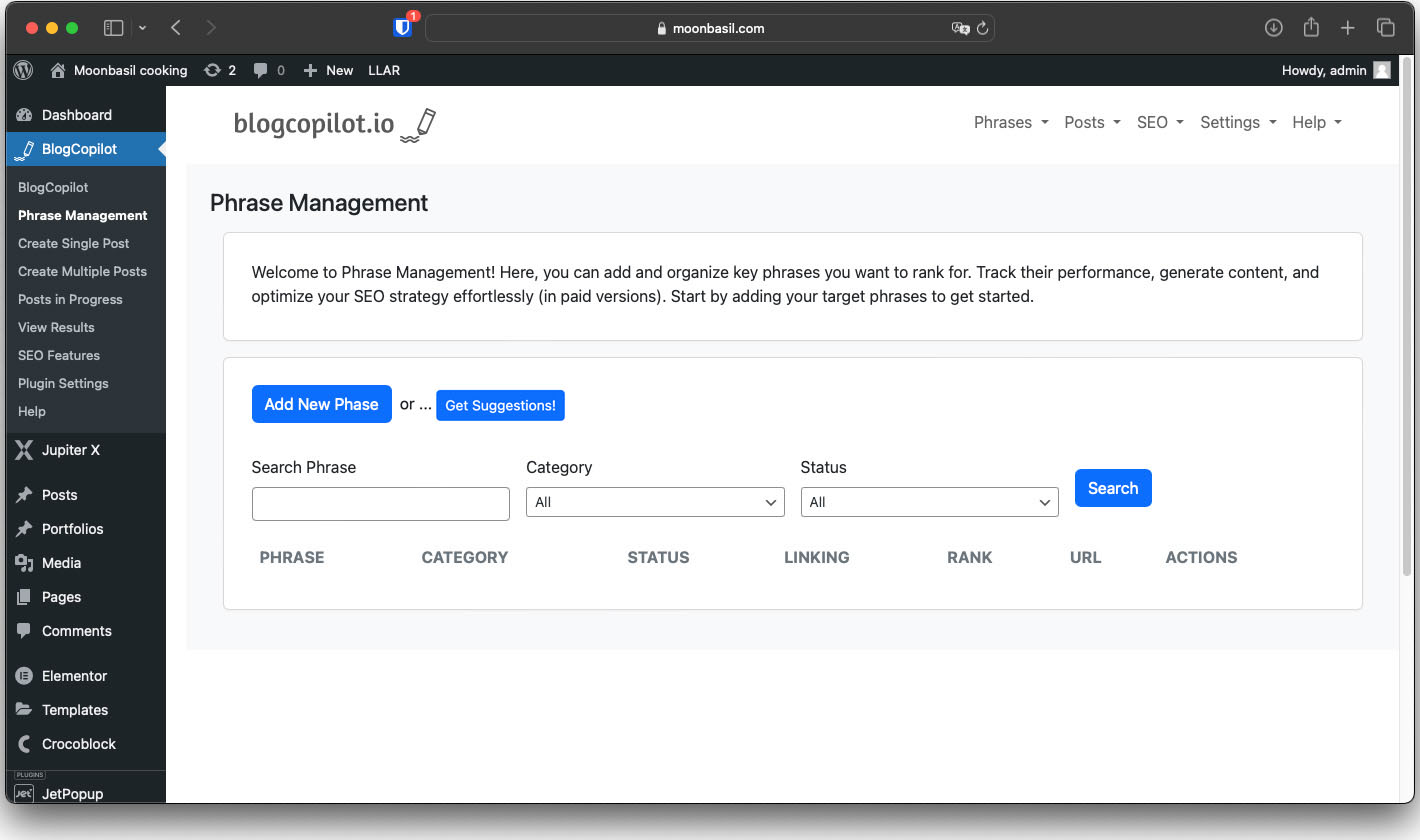 1
moonbasil.com
Moonbasil cooking 2 0 New LLAR Howdy, admin
Dashboard
BlogCopilot
BlogCopilot
Phrase Management
Create Single Post
Create Multiple Posts
Posts in Progress
View Results
SEO Features
Plugin Settings
Help
Jupiter X
Posts
Portfolios
Media
Pages
Comments
Elementor
Templates
Crocoblock
PLUGINS
Jet JetPopup
blogcopilot.io
Phrases Posts SEO Settings Help
Phrase Management
Welcome to Phrase Management! Here, you can add and organize key phrases you want to rank for. Track their performance, generate content, and
optimize your SEO strategy effortlessly (in paid versions). Start by adding your target phrases to get started.
Add New Phase or ... Get Suggestions!
Search Phrase Category Status
All All Search
PHRASE CATEGORY STATUS LINKING RANK URL ACTIONS